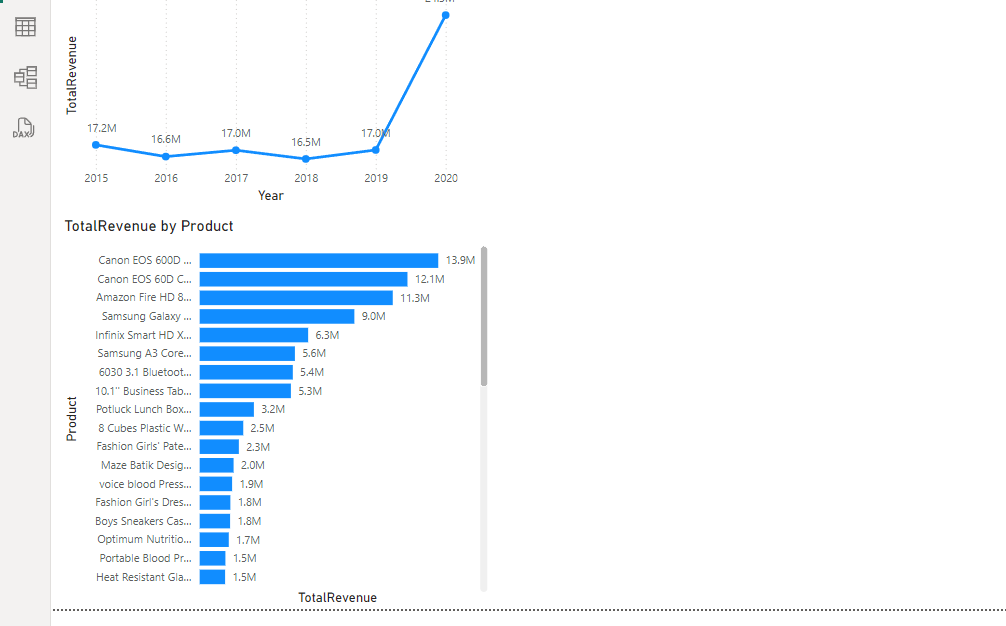 TotalRevenue
17.2M
16.6M
17.0M
16.5M
17.0M
2015 2016 2017 2018 2019 2020
Year
TotalRevenue by Product
Product
Canon EOS 600D ... 13.9M
Canon EOS 60D C... 12.1M
Amazon Fire HD 8... 11.3M
Samsung Galaxy ... 9.0M
Infinix Smart HD X... 6.3M
Samsung A3 Core... 5.6M
6030 3.1 Bluetoot... 5.4M
10.1" Business Tab... 5.3M
Potluck Lunch Box... 3.2M
8 Cubes Plastic W... 2.5M
Fashion Girls' Pate... 2.3M
Maze Batik Desig... 2.0M
voice blood Press... 1.9M
Fashion Girl's Dres... 1.8M
Boys Sneakers Cas... 1.8M
Optimum Nutritio... 1.7M
Portable Blood Pr... 1.5M
Heat Resistant Gla... 1.5M
TotalRevenue
DAX